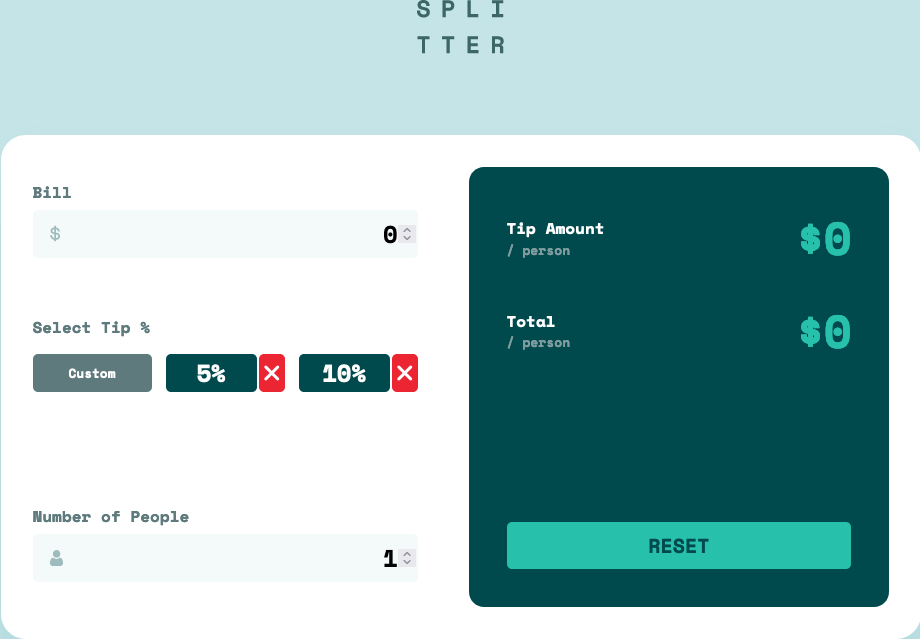 SPLI
TTER
Bill
$ 0
Select Tip %
Custom 5% 10%
Number of People
1
Tip Amount $0
/ person
Total $0
/ person
RESET